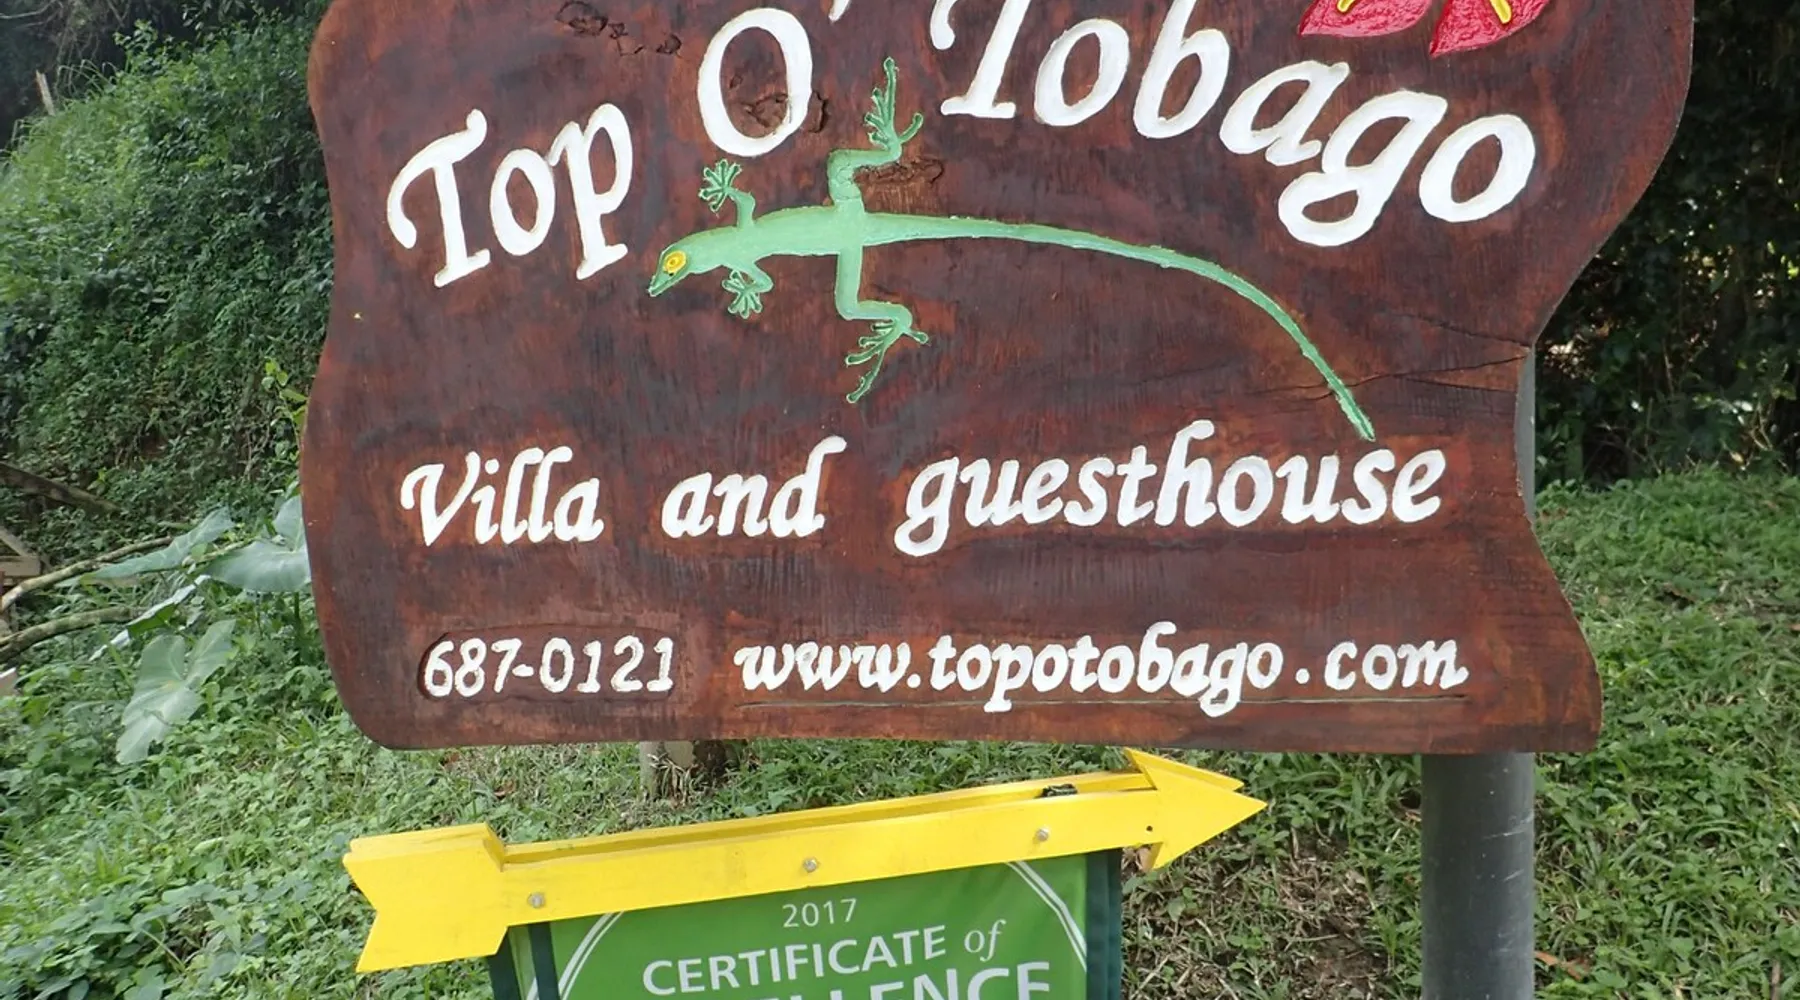 Top O' Tobago
Villa and guesthouse
687-0121 www.topotobago.com
2017
CERTIFICATE of